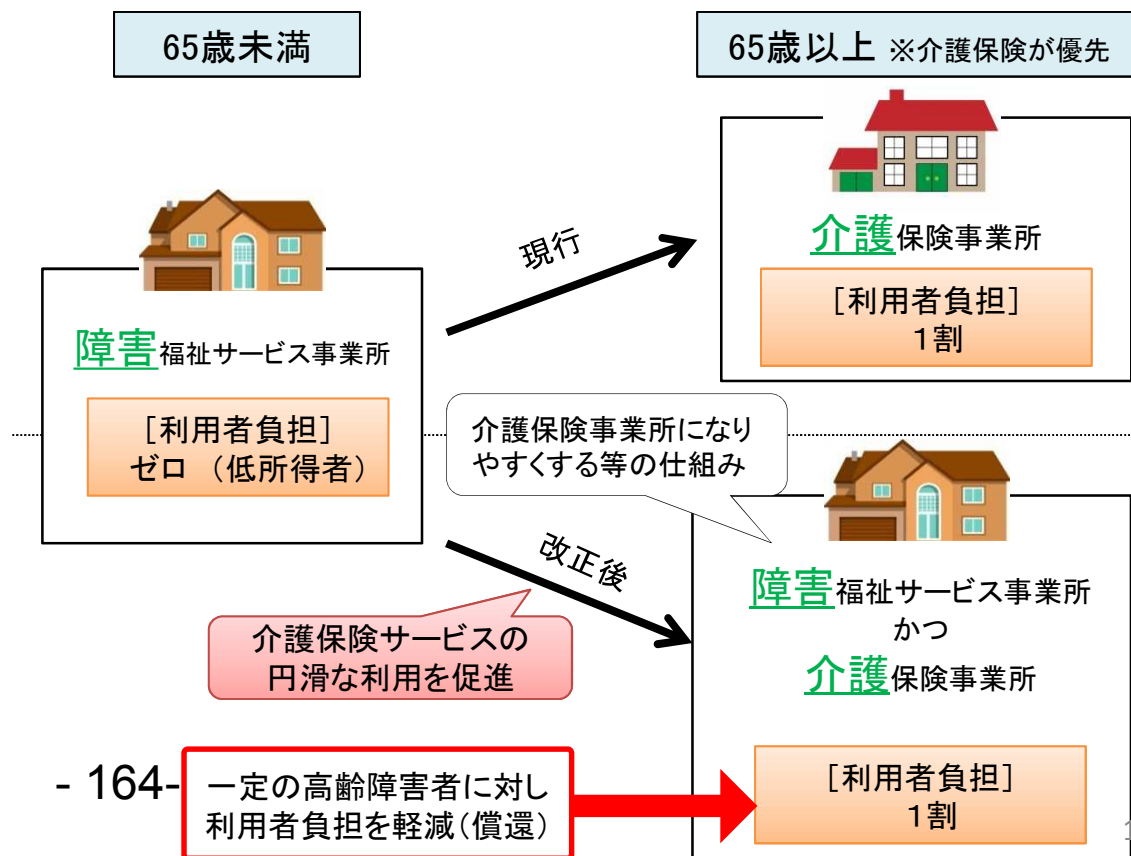 65歳未満
65歳以上 ※介護保険が優先
現行
介護保険事業所
［利用者負担］
１割
障害福祉サービス事業所
［利用者負担］
ゼロ （低所得者）
介護保険事業所になり
やすくする等の仕組み
改正後
介護保険サービスの
円滑な利用を促進
障害福祉サービス事業所
かつ
介護保険事業所
- 164-
一定の高齢障害者に対し
利用者負担を軽減（償還）
［利用者負担］
１割